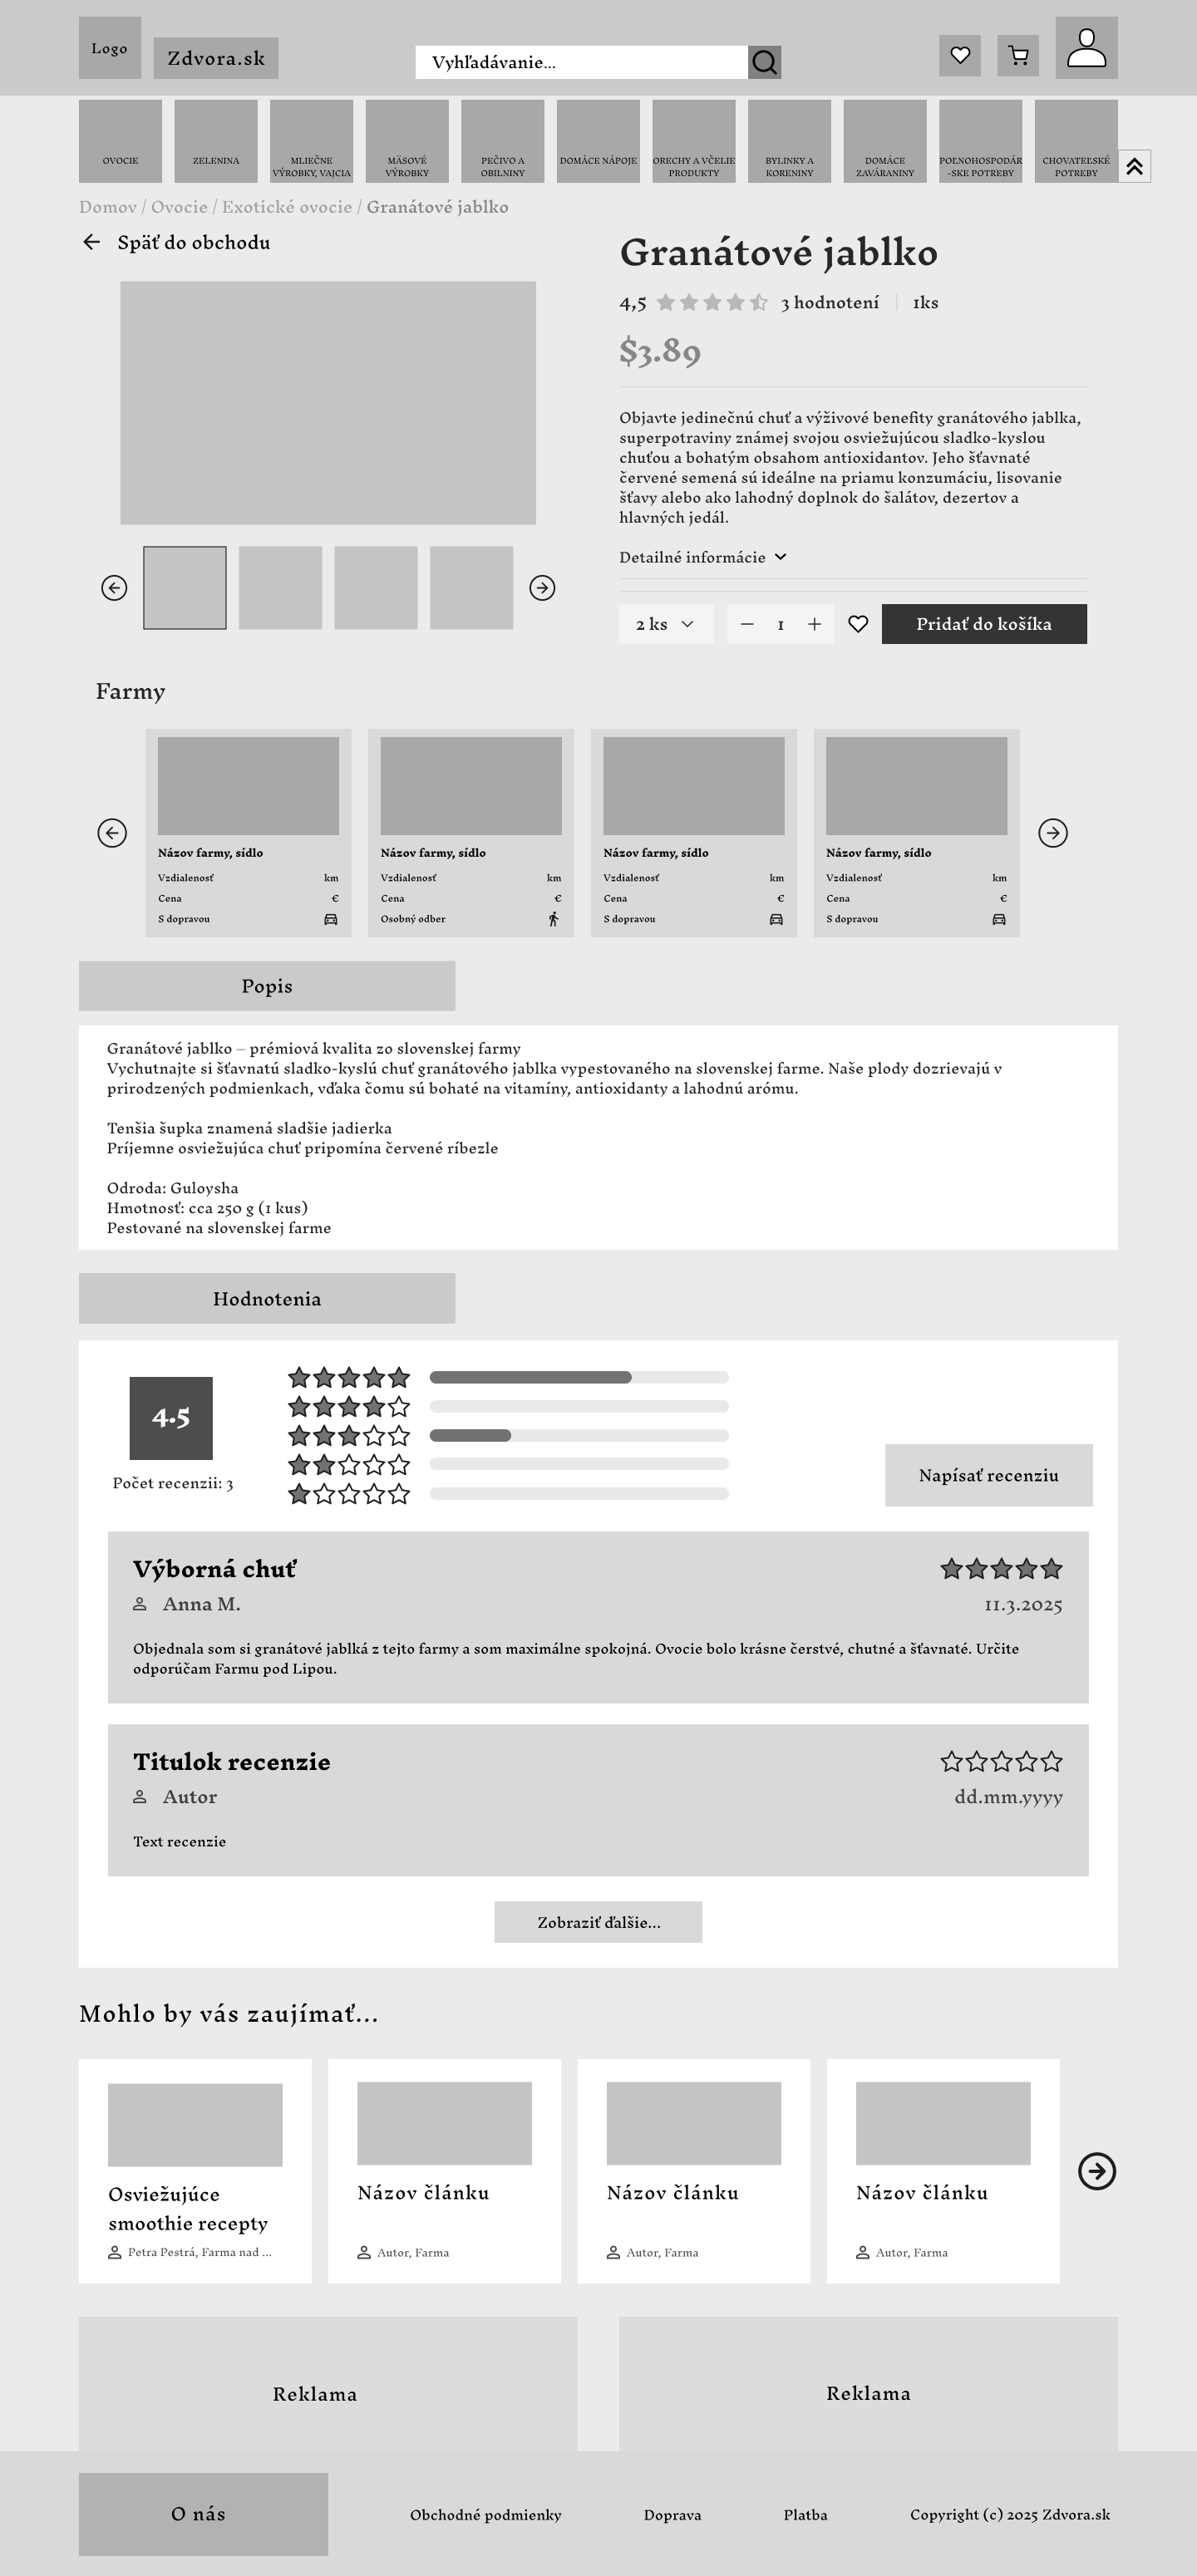 Logo
Zdvora.sk
Vyhľadávanie...
OVOCIE
ZELENINA
MLIEČNE
VÝROBKY, VAJCIA
MÄSOVÉ
VÝROBKY
PEČIVO A
OBILNINY
DOMÁCE NÁPOJE
ORECHY A VČELIE
PRODUKTY
BYLINKY A
KORENINY
DOMÁCE
ZAVÁRANINY
POĽNOHOSPODÁR
-SKE POTREBY
CHOVATEĽSKÉ
POTREBY
Domov / Ovocie / Exotické ovocie / Granátové jablko
Späť do obchodu
Granátové jablko
4,5 3 hodnotení 1ks
$3.89
Objavte jedinečnú chuť a výživové benefity granátového jablka,
superpotraviny známej svojou osviežujúcou sladko-kyslou
chuťou a bohatým obsahom antioxidantov. Jeho šťavnaté
červené semená sú ideálne na priamu konzumáciu, lisovanie
šťavy alebo ako lahodný doplnok do šalátov, dezertov a
hlavných jedál.
Detailné informácie
2 ks 1 Pridať do košíka
Farmy
Názov farmy, sídlo
Vzdialenosť km
Cena €
S dopravou
Názov farmy, sídlo
Vzdialenosť km
Cena €
Osobný odber
Názov farmy, sídlo
Vzdialenosť km
Cena €
S dopravou
Názov farmy, sídlo
Vzdialenosť km
Cena €
S dopravou
Popis
Granátové jablko – prémiová kvalita zo slovenskej farmy
Vychutnajte si šťavnatú sladko-kyslú chuť granátového jablka vypestovaného na slovenskej farme. Naše plody dozrievajú v
prirodzených podmienkach, vďaka čomu sú bohaté na vitamíny, antioxidanty a lahodnú arómu.
Tenšia šupka znamená sladšie jadierka
Príjemne osviežujúca chuť pripomína červené ríbezle
Odroda: Guloysha
Hmotnosť: cca 250 g (1 kus)
Pestované na slovenskej farme
Hodnotenia
4.5
Počet recenzii: 3
Napísať recenziu
Výborná chuť
Anna M. 11.3.2025
Objednala som si granátové jablká z tejto farmy a som maximálne spokojná. Ovocie bolo krásne čerstvé, chutné a šťavnaté. Určite
odporúčam Farmu pod Lipou.
Titulok recenzie
Autor dd.mm.yyyy
Text recenzie
Zobraziť ďalšie...
Mohlo by vás zaujímať...
Osviežujúce
smoothie recepty
Petra Pestrá, Farma nad ...
Názov článku
Autor, Farma
Názov článku
Autor, Farma
Názov článku
Autor, Farma
Reklama
Reklama
O nás
Obchodné podmienky
Doprava
Platba
Copyright (c) 2025 Zdvora.sk